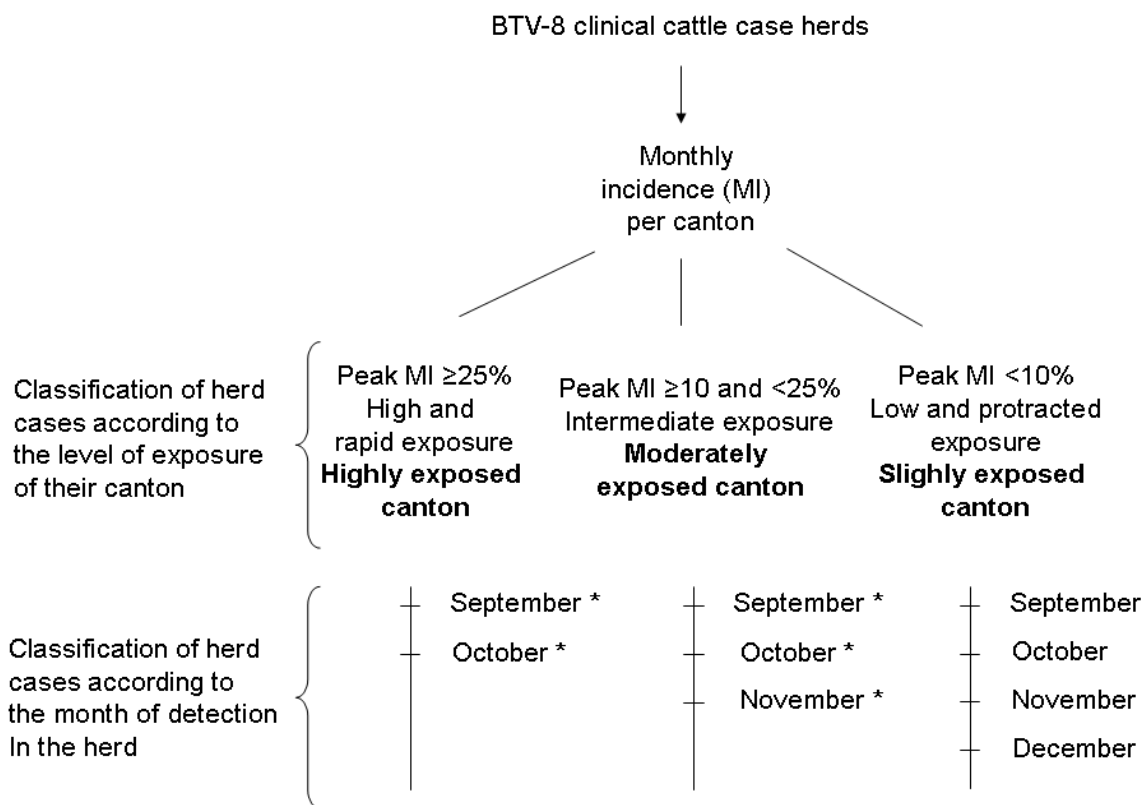 BTV-8 clinical cattle case herds
Monthly
incidence (MI)
per canton
Classification of herd
cases according to
the level of exposure
of their canton
Peak MI ≥25%
High and
rapid exposure
Highly exposed
canton
Peak MI ≥10 and <25%
Intermediate exposure
Moderately
exposed canton
Peak MI <10%
Low and protracted
exposure
Slighly exposed
canton
Classification of herd
cases according to
the month of detection
In the herd
September *
October *
September *
October *
November *
September
October
November
December